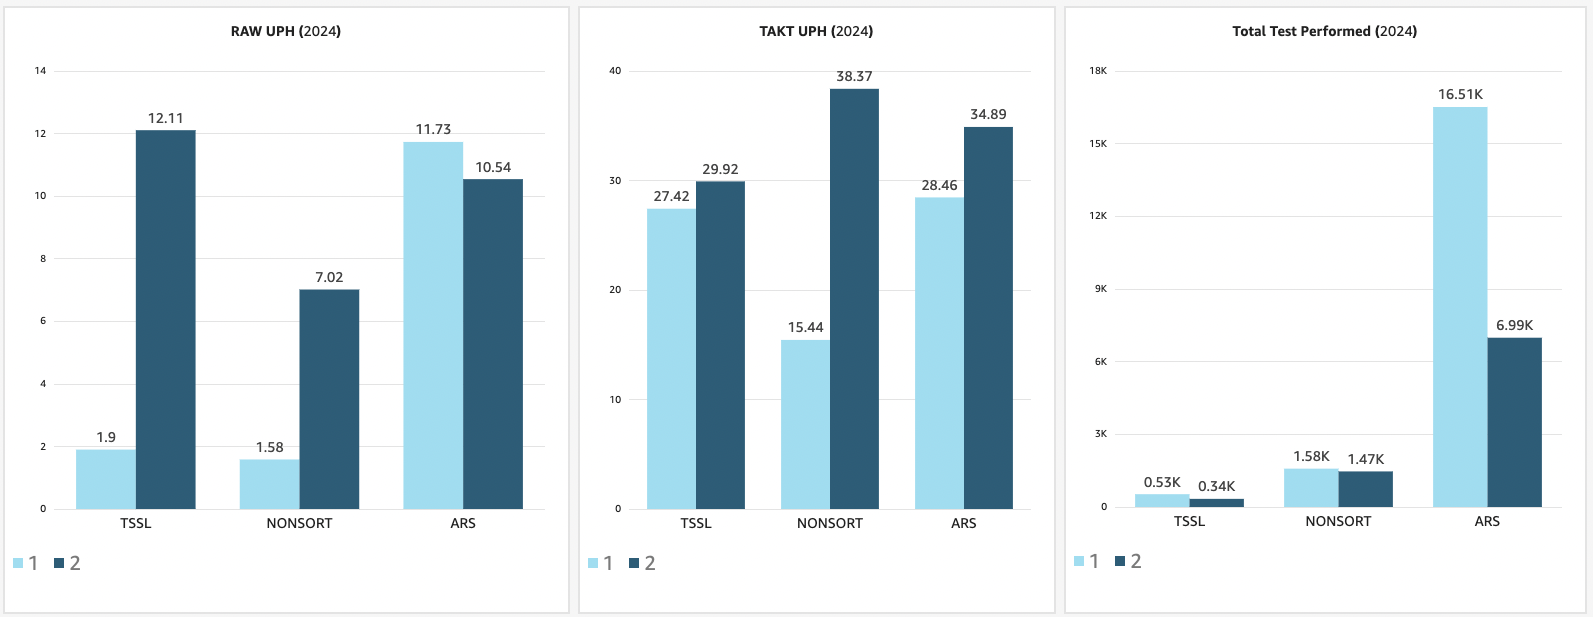 RAW UPH (2024)
14
12
10
8
6
4
2
0
1.9
12.11
1.58
7.02
11.73
10.54
TSSL
NONSORT
ARS
1
2
TAKT UPH (2024)
40
30
20
10
0
27.42
29.92
15.44
38.37
28.46
34.89
TSSL
NONSORT
ARS
1
2
Total Test Performed (2024)
18K
15K
12K
9K
6K
3K
0
0.53K
0.34K
1.58K
1.47K
16.51K
6.99K
TSSL
NONSORT
ARS
1
2